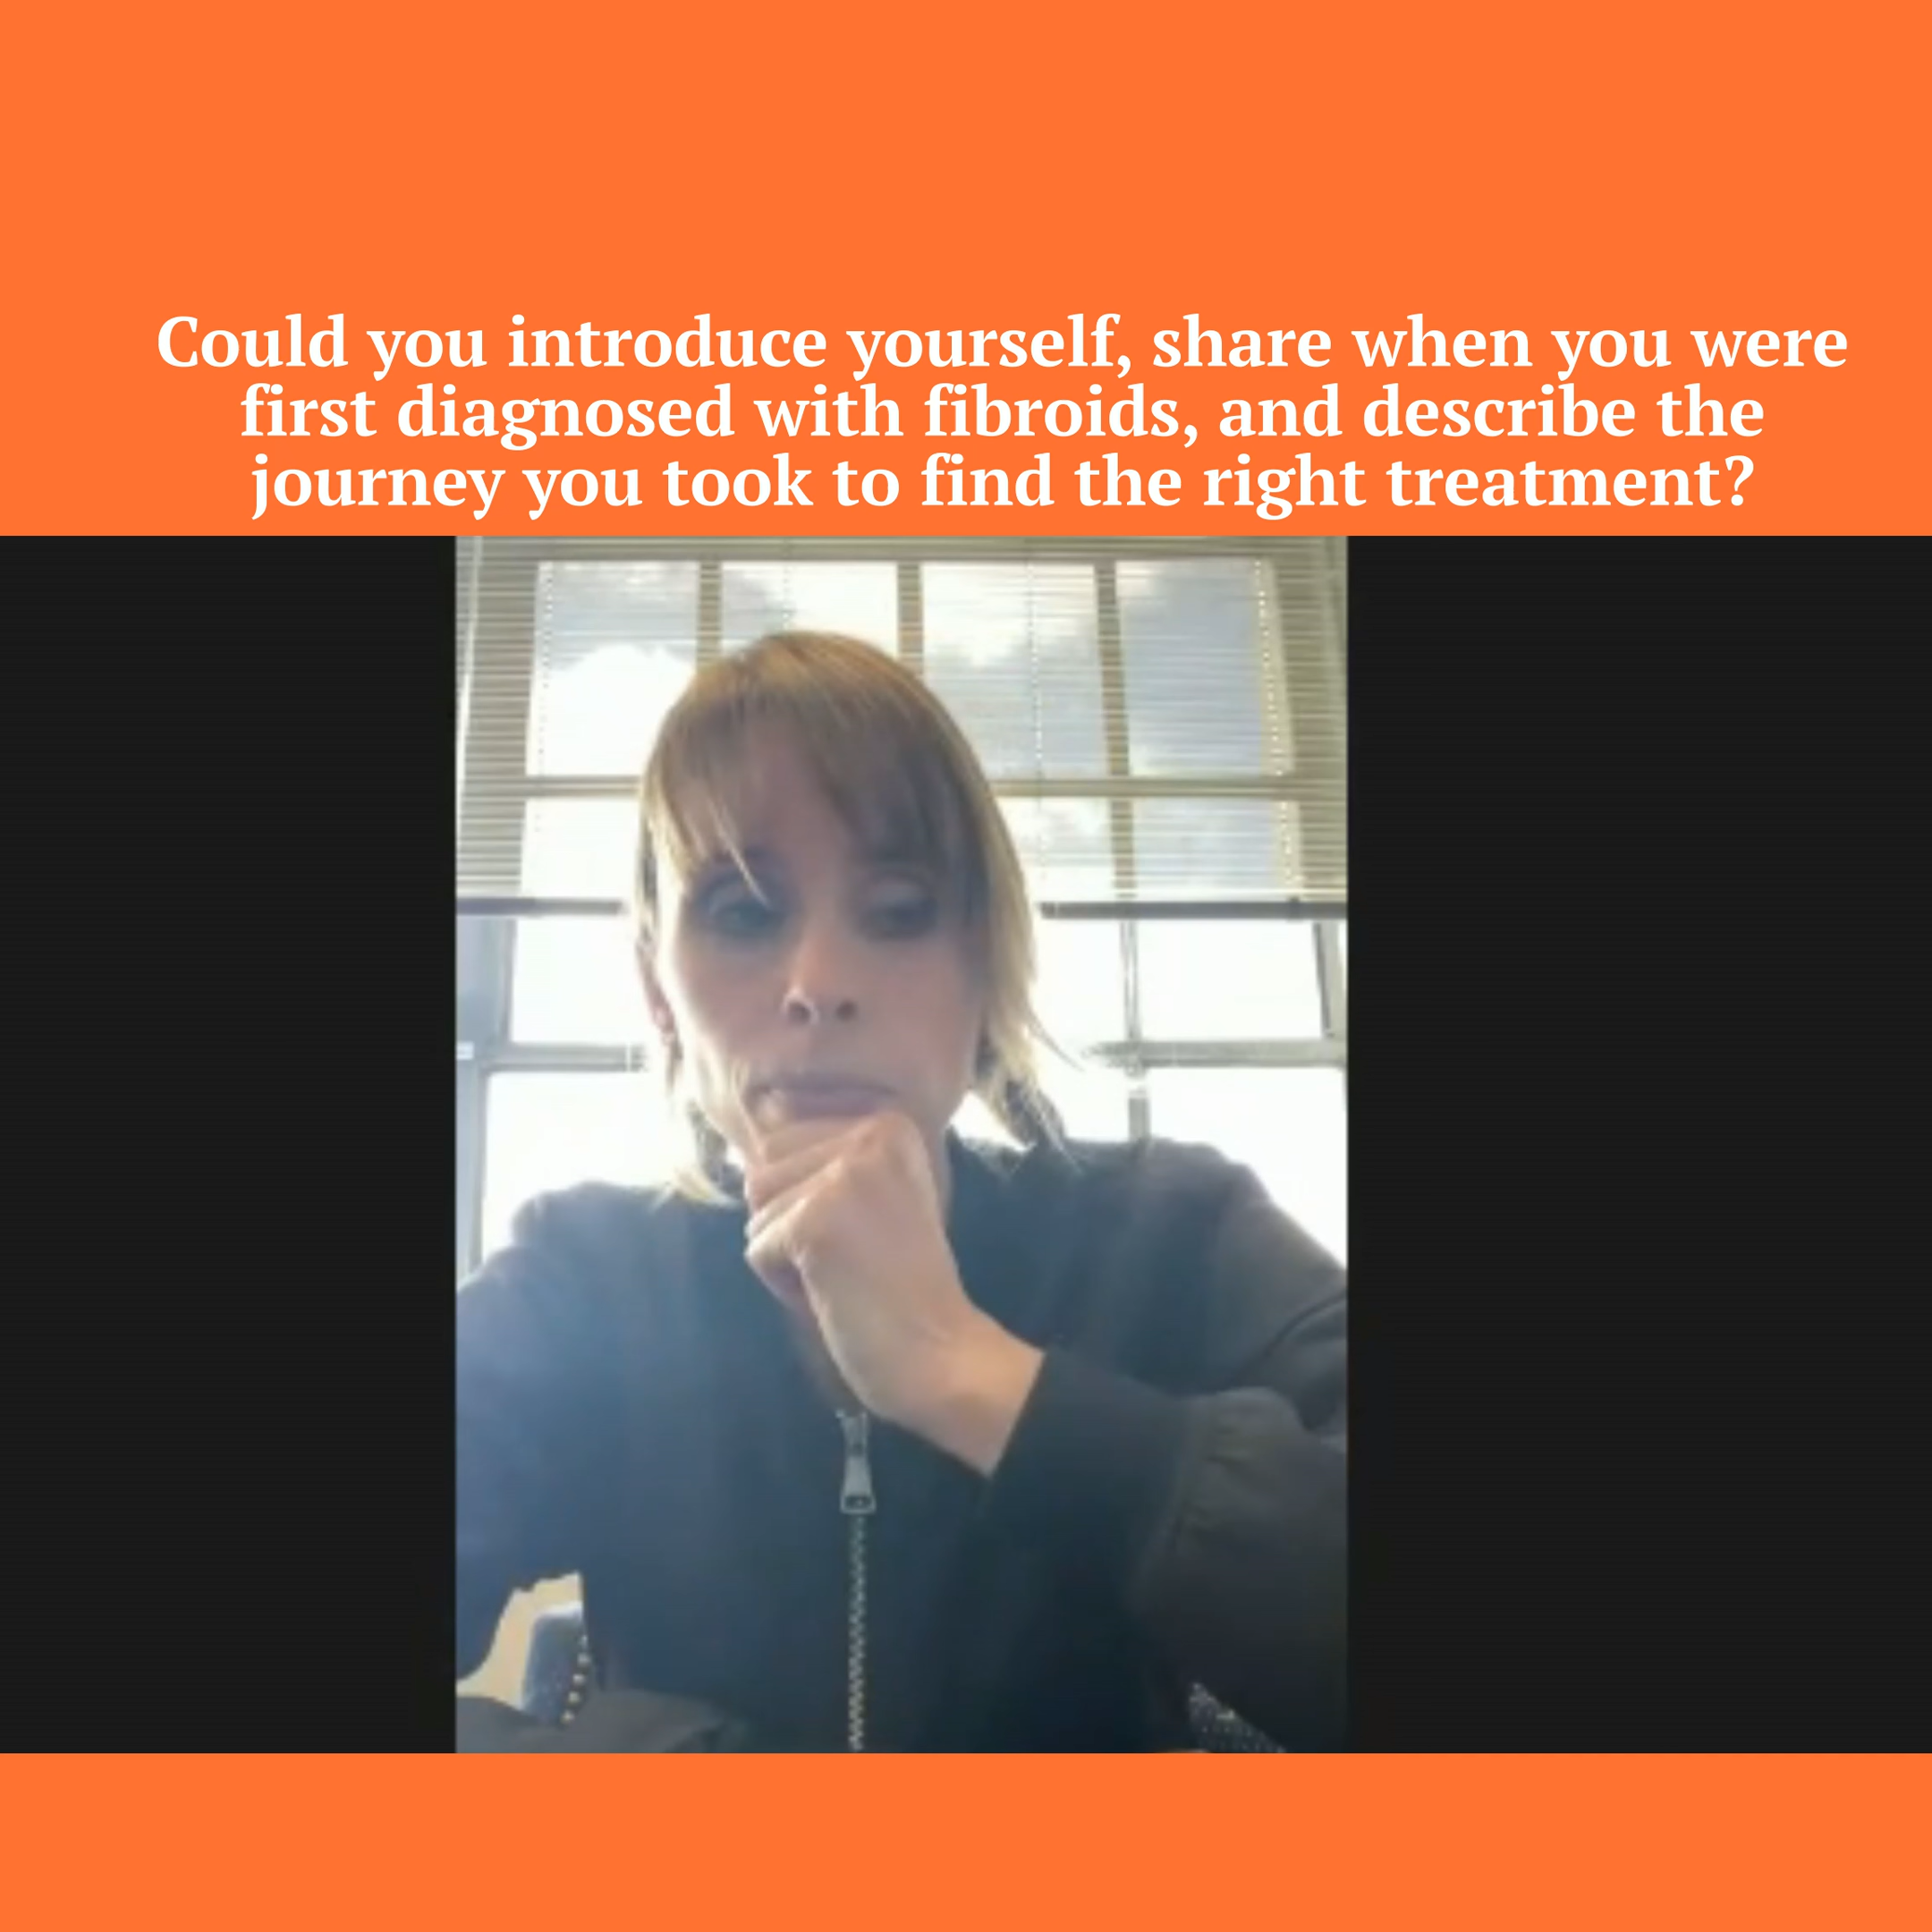 Could you introduce yourself, share when you were
first diagnosed with fibroids, and describe the
journey you took to find the right treatment?